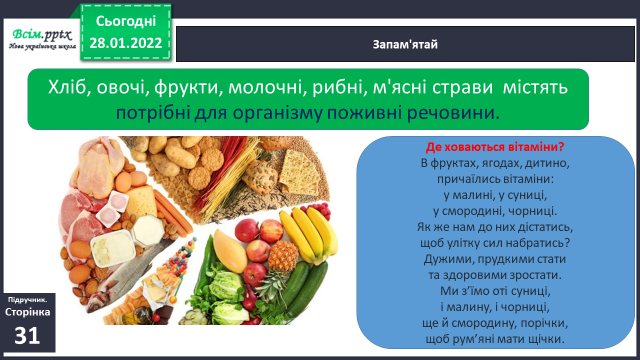 Всім.pptx
Нова українська школа
Сьогодні
28.01.2022
Запам'ятай
Хліб, овочі, фрукти, молочні, рибні, м'ясні страви містять
потрібні для організму поживні речовини.
Де ховаються вітаміни?
В фруктах, ягодах, дитино,
причаїлись вітаміни:
у малині, у суниці,
у смородині, чорниці.
Як же нам до них дістатись,
щоб улітку сил набратись?
Дужими, прудкими стати
та здоровими зростати.
Ми з’їмо оті суниці,
і малину, і чорниці,
ще й смородину, порічки,
щоб рум’яні мати щічки.
Підручник.
Сторінка
31